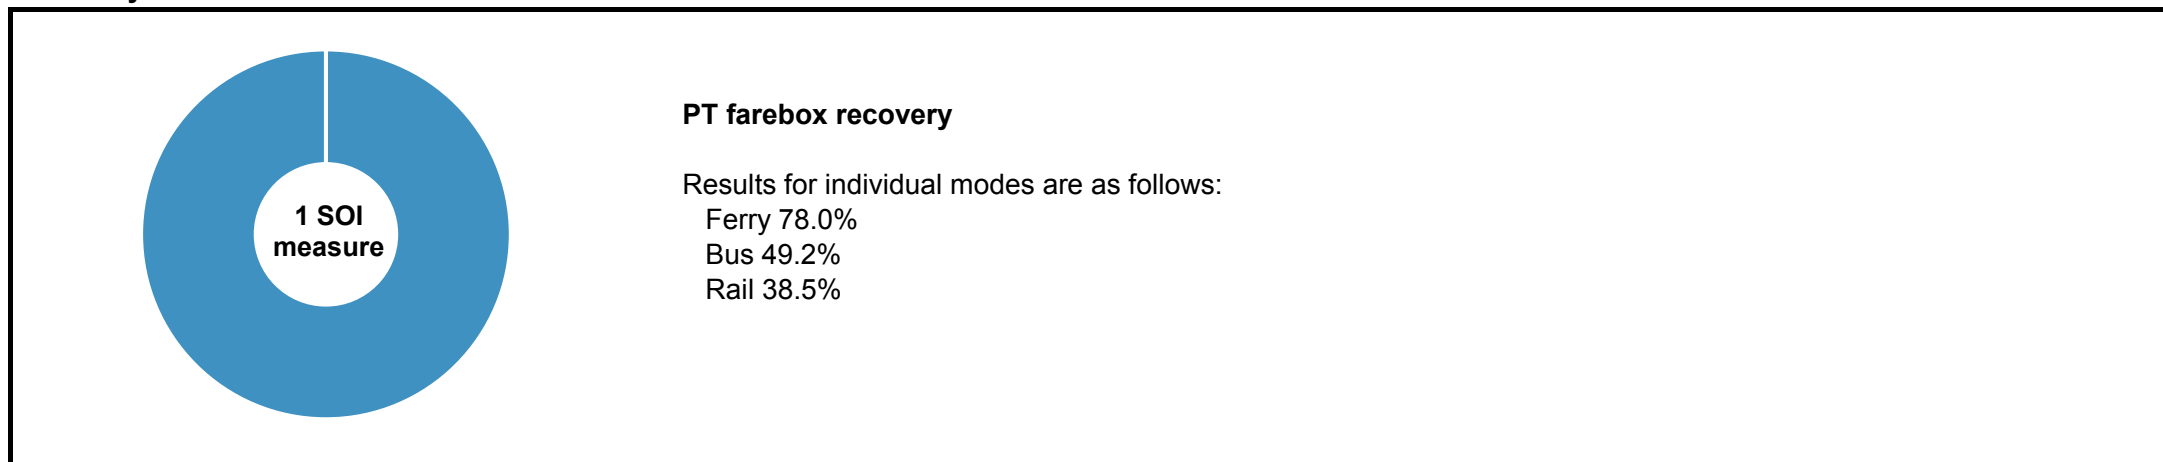 1 SOI
measure
PT farebox recovery
Results for individual modes are as follows:
Ferry 78.0%
Bus 49.2%
Rail 38.5%